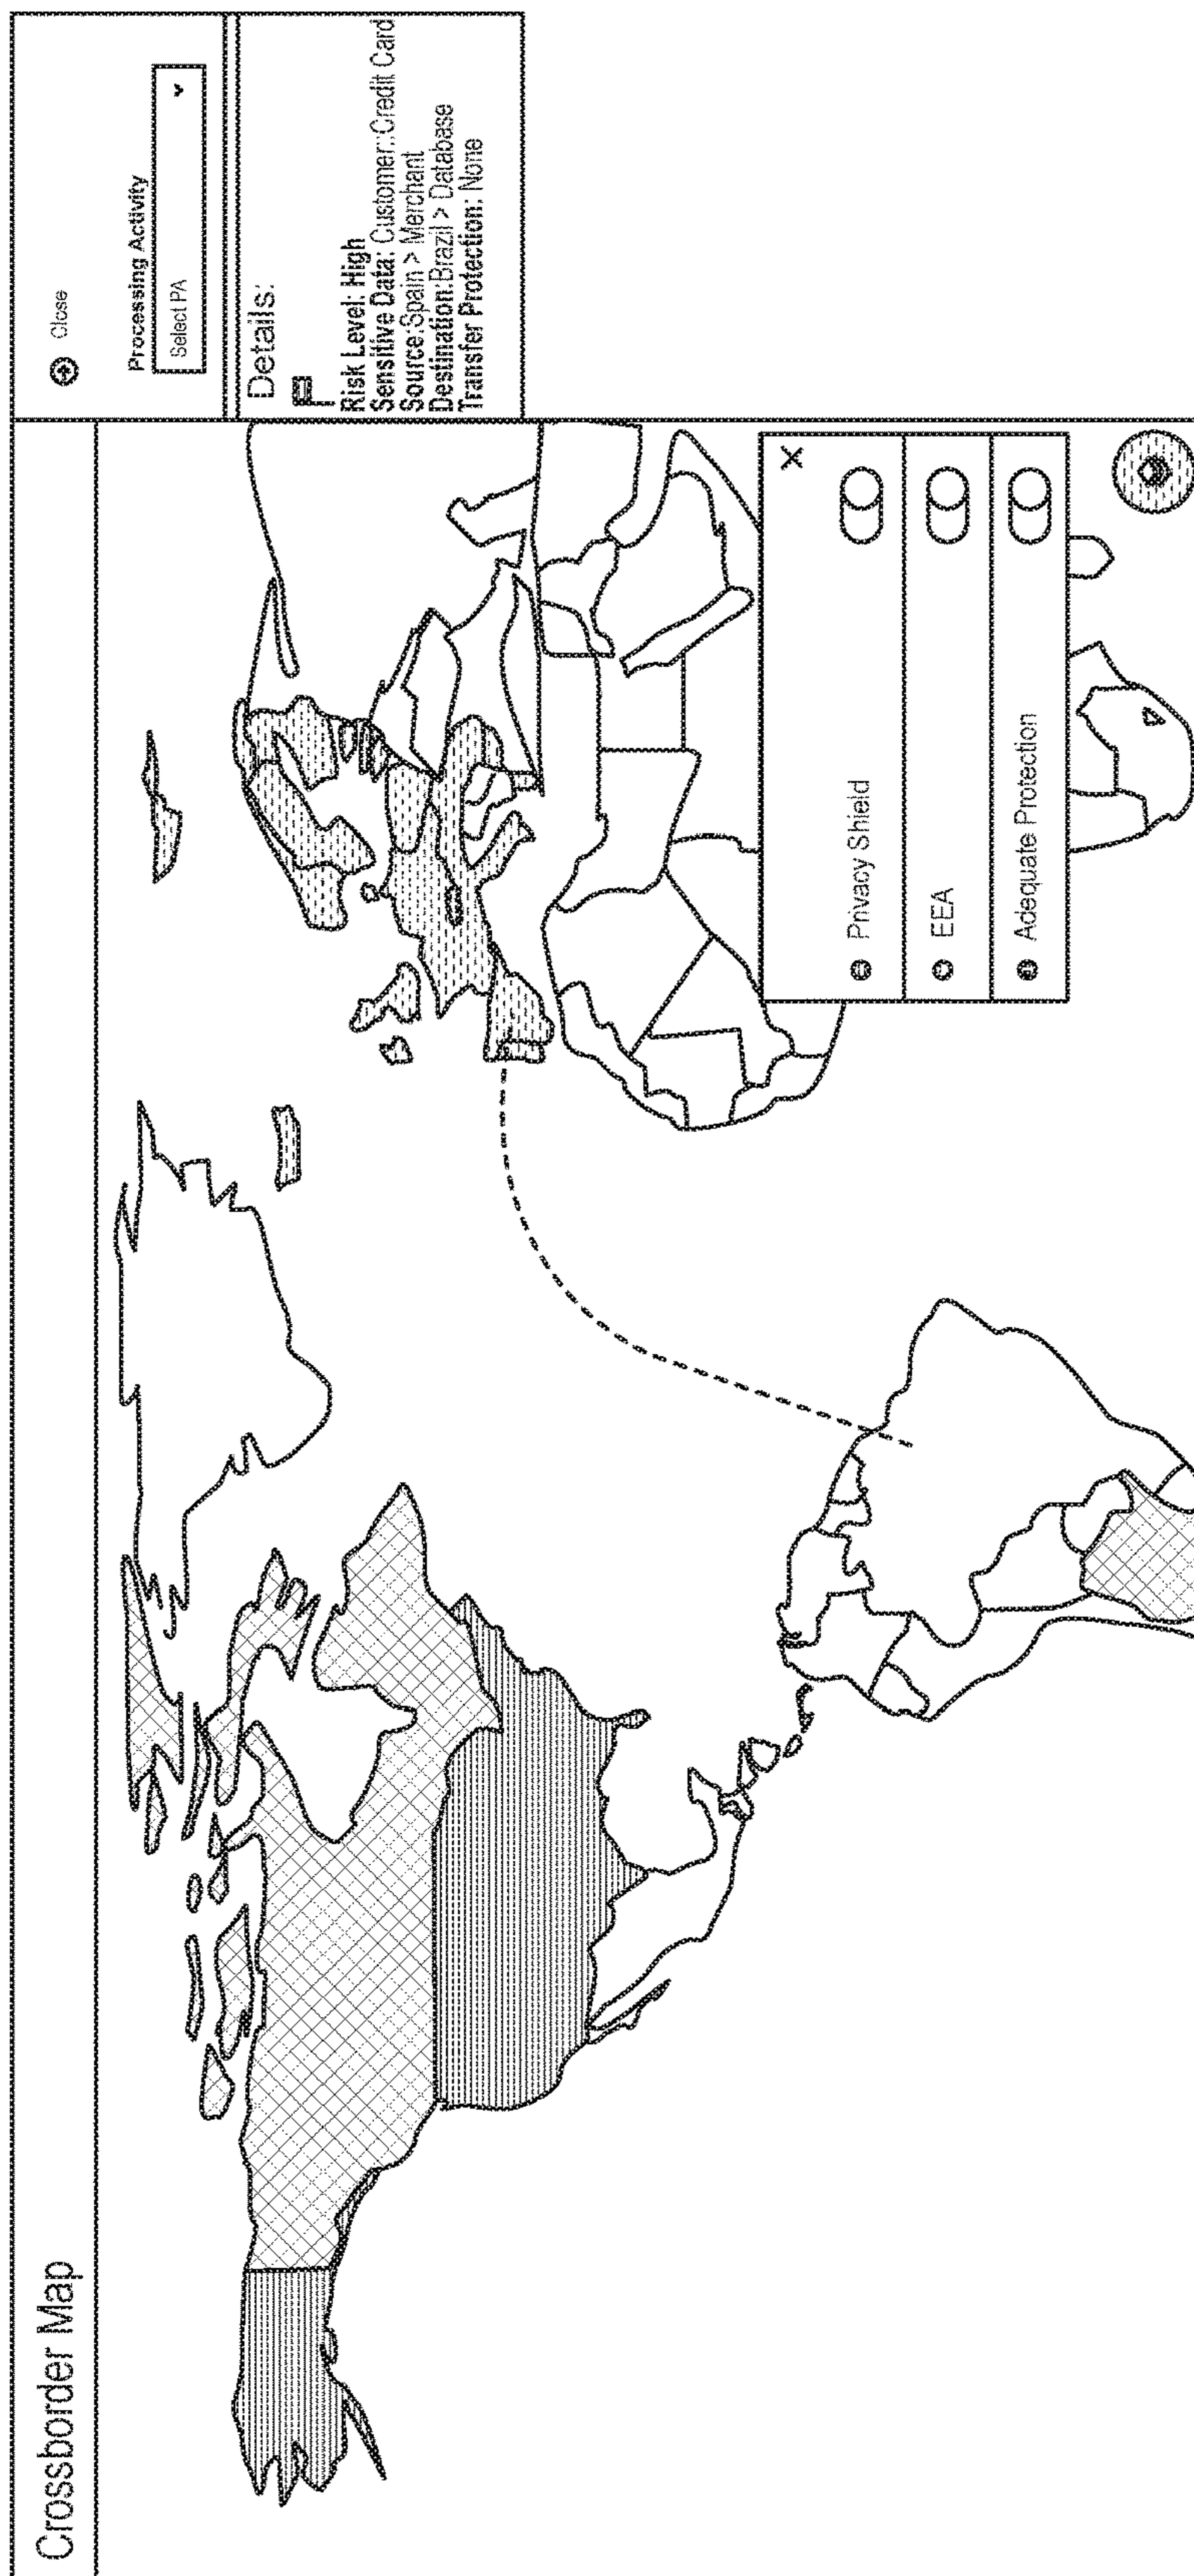 Crossborder Map
Close
Processing Activity
Select PA
Details:
Risk Level: High
Sensitive Data: Customer::Credit Card
Source:Spain > Merchant
Destination:Brazil > Database
Transfer Protection: None
Privacy Shield
EEA
Adequate Protection